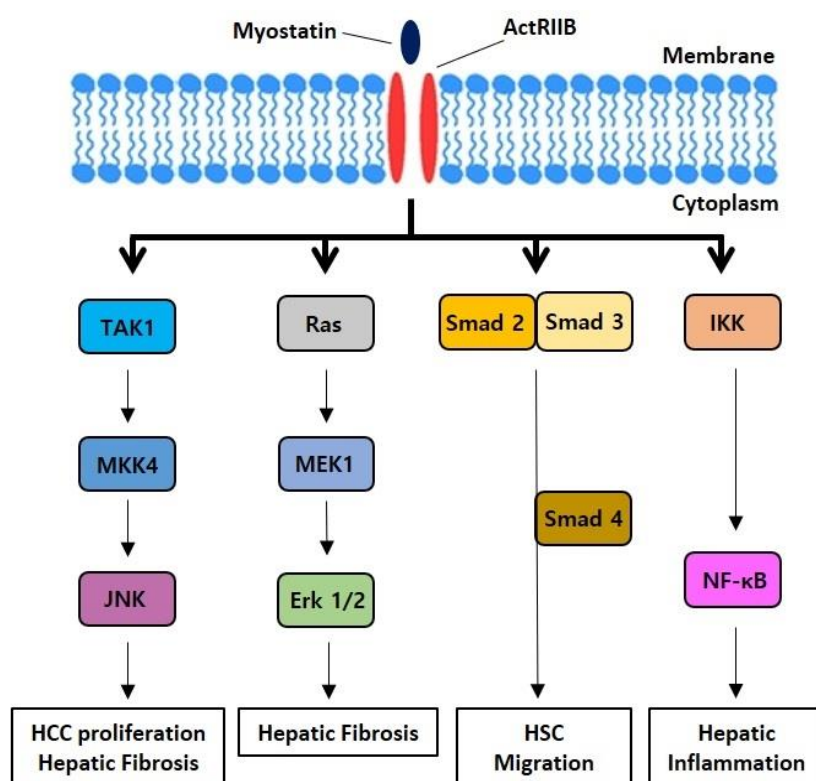 Myostatin
ActRIIB
Membrane
Cytoplasm
TAK1
Ras
Smad 2
Smad 3
IKK
MKK4
MEK1
Smad 4
JNK
Erk 1/2
NF-κB
HCC proliferation
Hepatic Fibrosis
Hepatic Fibrosis
HSC
Migration
Hepatic
Inflammation